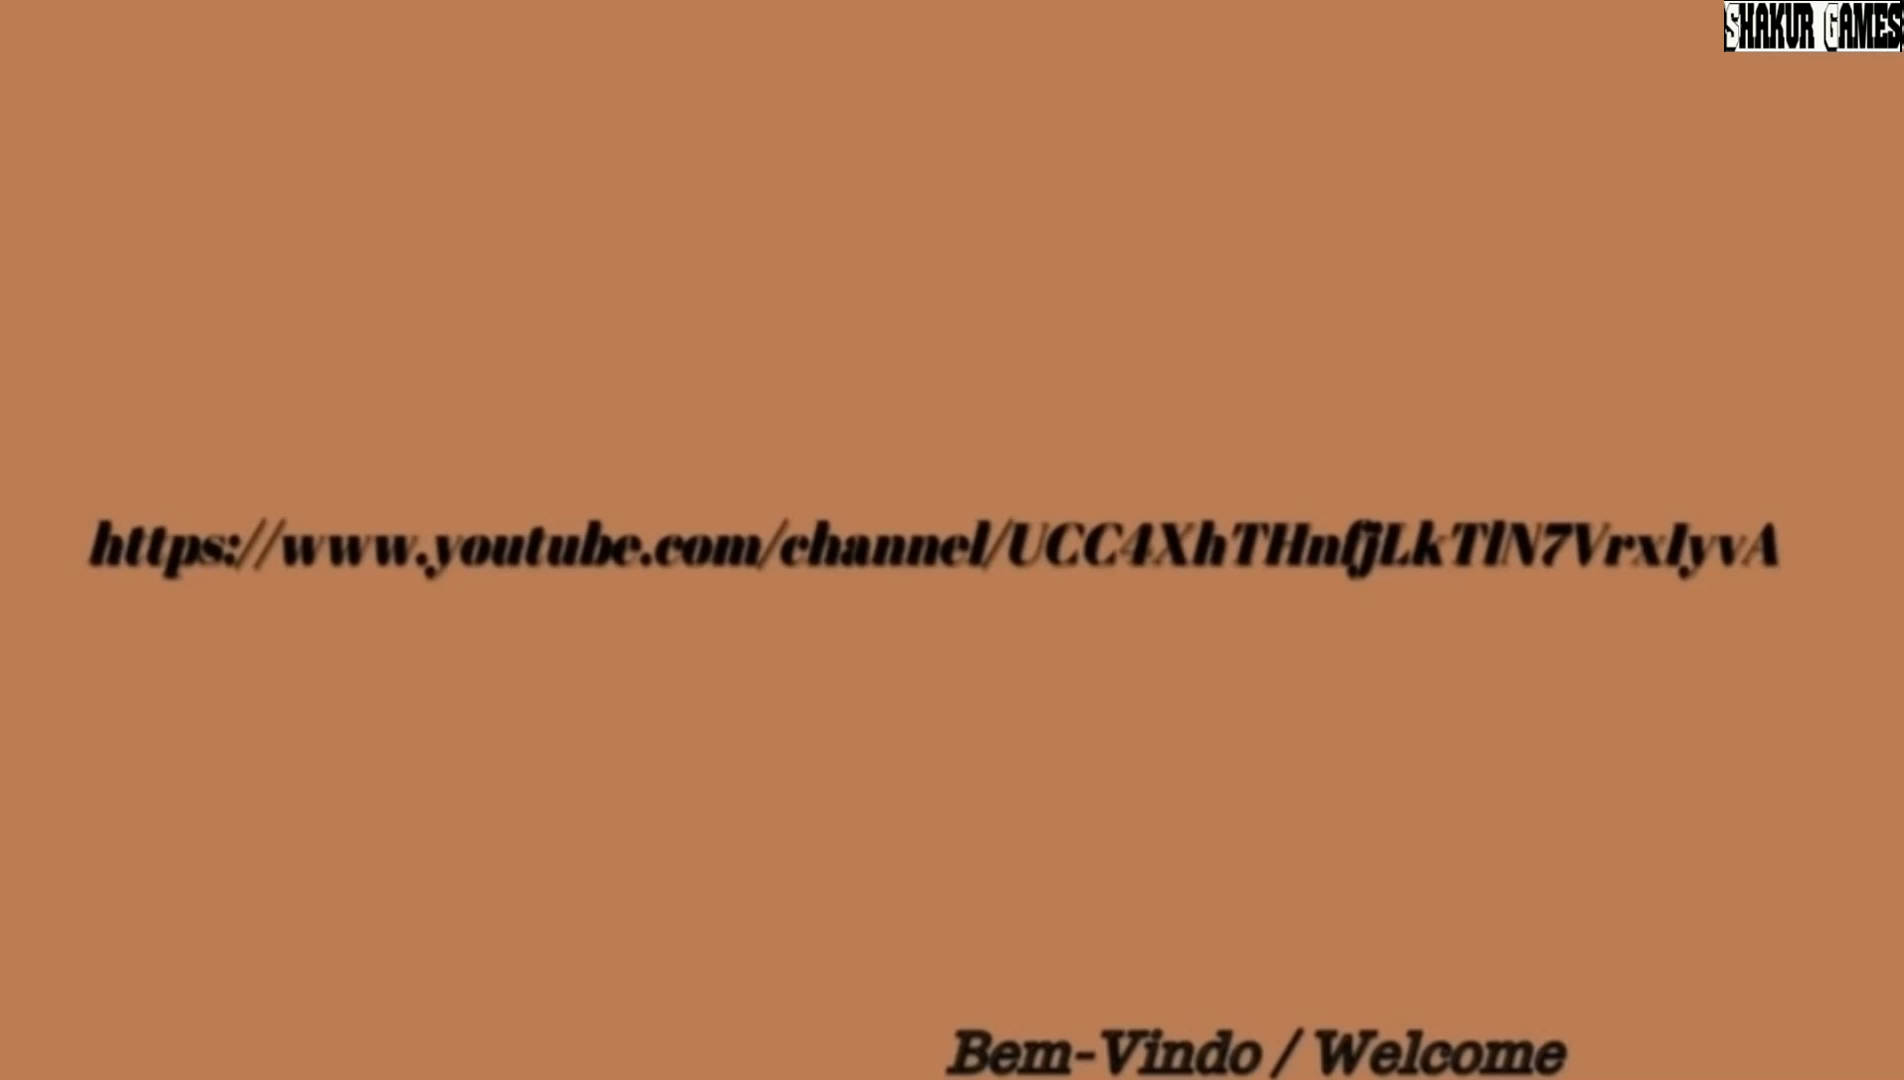 SHAKUR GAMES
https://www.youtube.com/channel/UCC4XhTHnfjLkTlN7VrxIyvA
Bem-Vindo / Welcome